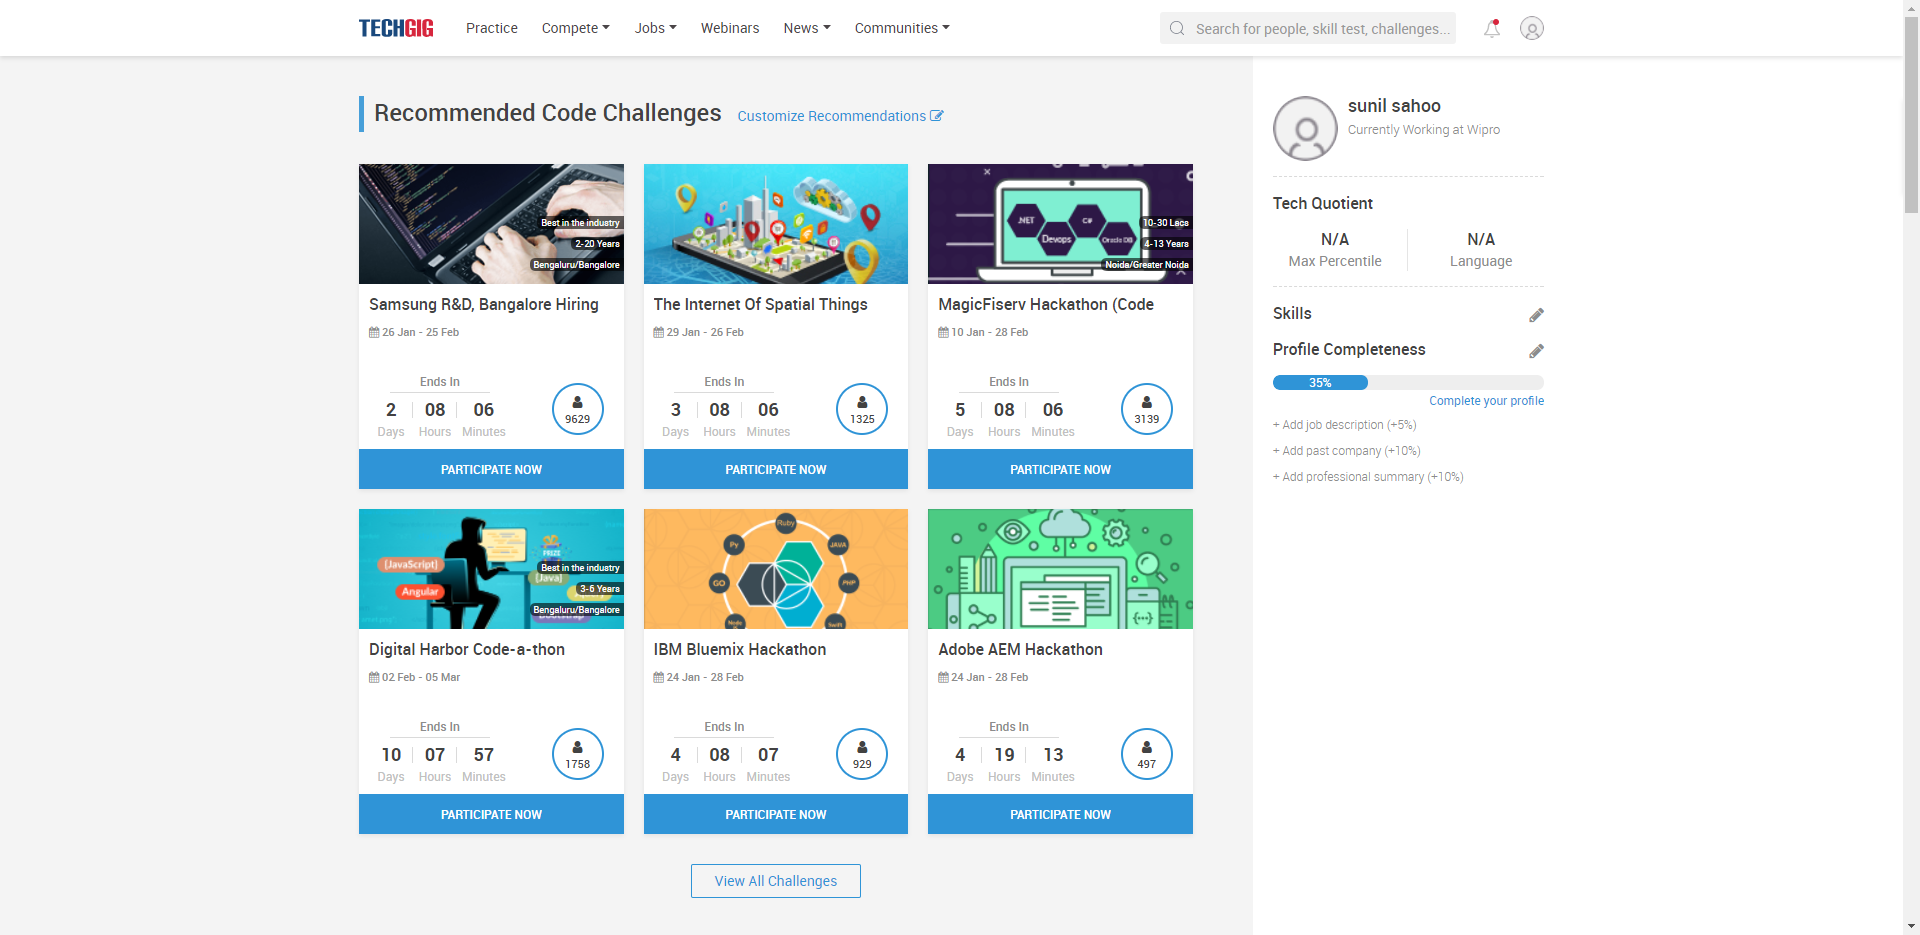 TECHGIG
Practice
Compete
Jobs
Webinars
News
Communities
Search for people, skill test, challenges...
Recommended Code Challenges
Customize Recommendations
Best in the industry
2-20 Years
Bengaluru/Bangalore
Samsung R&D, Bangalore Hiring
26 Jan - 25 Feb
Ends In
2 08 06
Days Hours Minutes
9629
PARTICIPATE NOW
The Internet Of Spatial Things
29 Jan - 26 Feb
Ends In
3 08 06
Days Hours Minutes
1325
PARTICIPATE NOW
.NET
C#
Devops
Oracle DB
10-30 Lacs
4-13 Years
Noida/Greater Noida
MagicFiserv Hackathon (Code
10 Jan - 28 Feb
Ends In
5 08 06
Days Hours Minutes
3139
PARTICIPATE NOW
[JavaScript]
Angular
PRIZE
[Java]
Bootstrap
Best in the industry
3-6 Years
Bengaluru/Bangalore
Digital Harbor Code-a-thon
02 Feb - 05 Mar
Ends In
10 07 57
Days Hours Minutes
1758
PARTICIPATE NOW
Ruby
Py
JAVA
GO
PHP
Node
Swift
IBM Bluemix Hackathon
24 Jan - 28 Feb
Ends In
4 08 07
Days Hours Minutes
929
PARTICIPATE NOW
Adobe AEM Hackathon
24 Jan - 28 Feb
Ends In
4 19 13
Days Hours Minutes
497
PARTICIPATE NOW
View All Challenges
sunil sahoo
Currently Working at Wipro
Tech Quotient
N/A
Max Percentile
N/A
Language
Skills
Profile Completeness
35%
Complete your profile
+ Add job description (+5%)
+ Add past company (+10%)
+ Add professional summary (+10%)